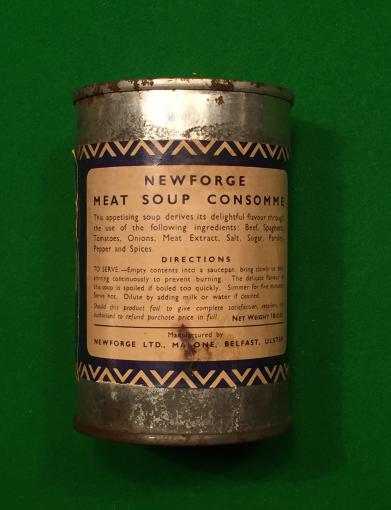 NEWFORGE
MEAT SOUP CONSOMME
This appetising soup derives its delightful flavour through
the use of the following ingredients: Beef, Spaghetti,
Tomatoes, Onions, Meat Extract, Salt, Sugar, Parsley,
Pepper and Spices.
DIRECTIONS
TO SERVE.—Empty contents into a saucepan, bring slowly to
stirring continuously to prevent burning. The delicate flavour
this soup is spoiled if boiled too quickly. Simmer for five minutes.
Serve hot. Dilute by adding milk or water if desired.
Should this product fail to give complete satisfaction, retailers are
authorised to refund purchase price in full. NET WEIGHT
Manufactured by
NEWFORGE LTD., MALONE, BELFAST, ULSTER